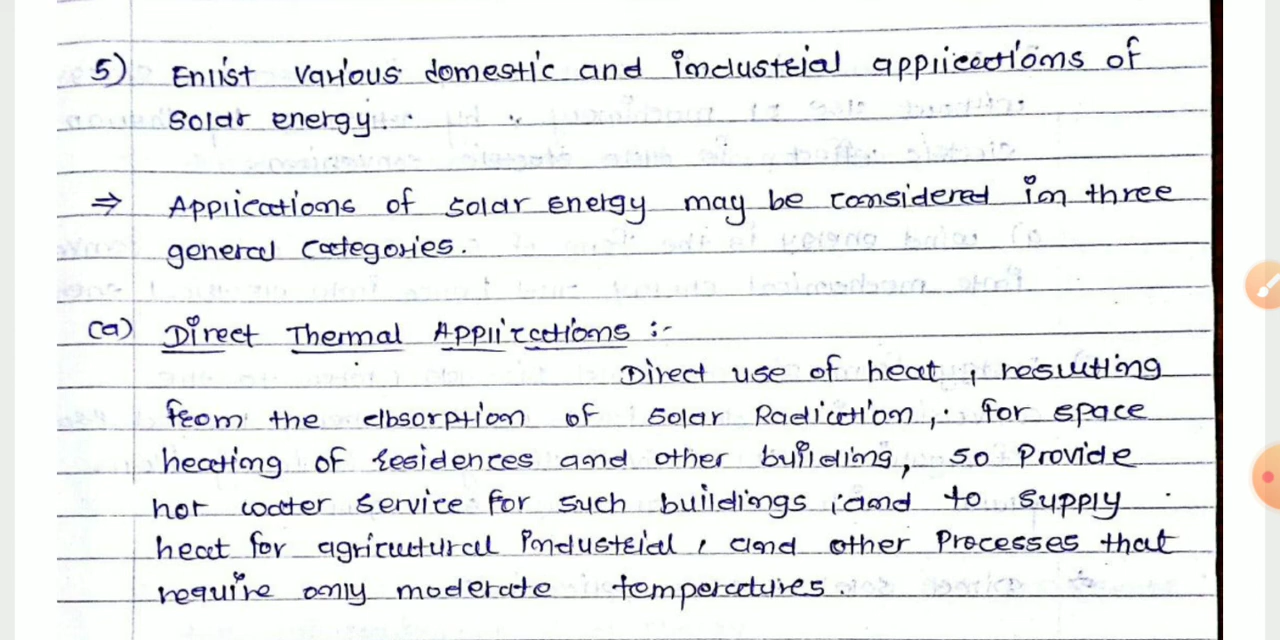 5) Enlist various domestic and industrial applications of
Solar energy.
⇒ Applications of solar energy may be considered in three
general categories.
(a) Direct Thermal Applications :-
Direct use of heat, resulting
from the absorption of solar Radiation, for space
heating of residences and other building, so Provide
hot water service for such buildings, and to supply
heat for agricultural industrial, and other Processes that
require only moderate temperatures.